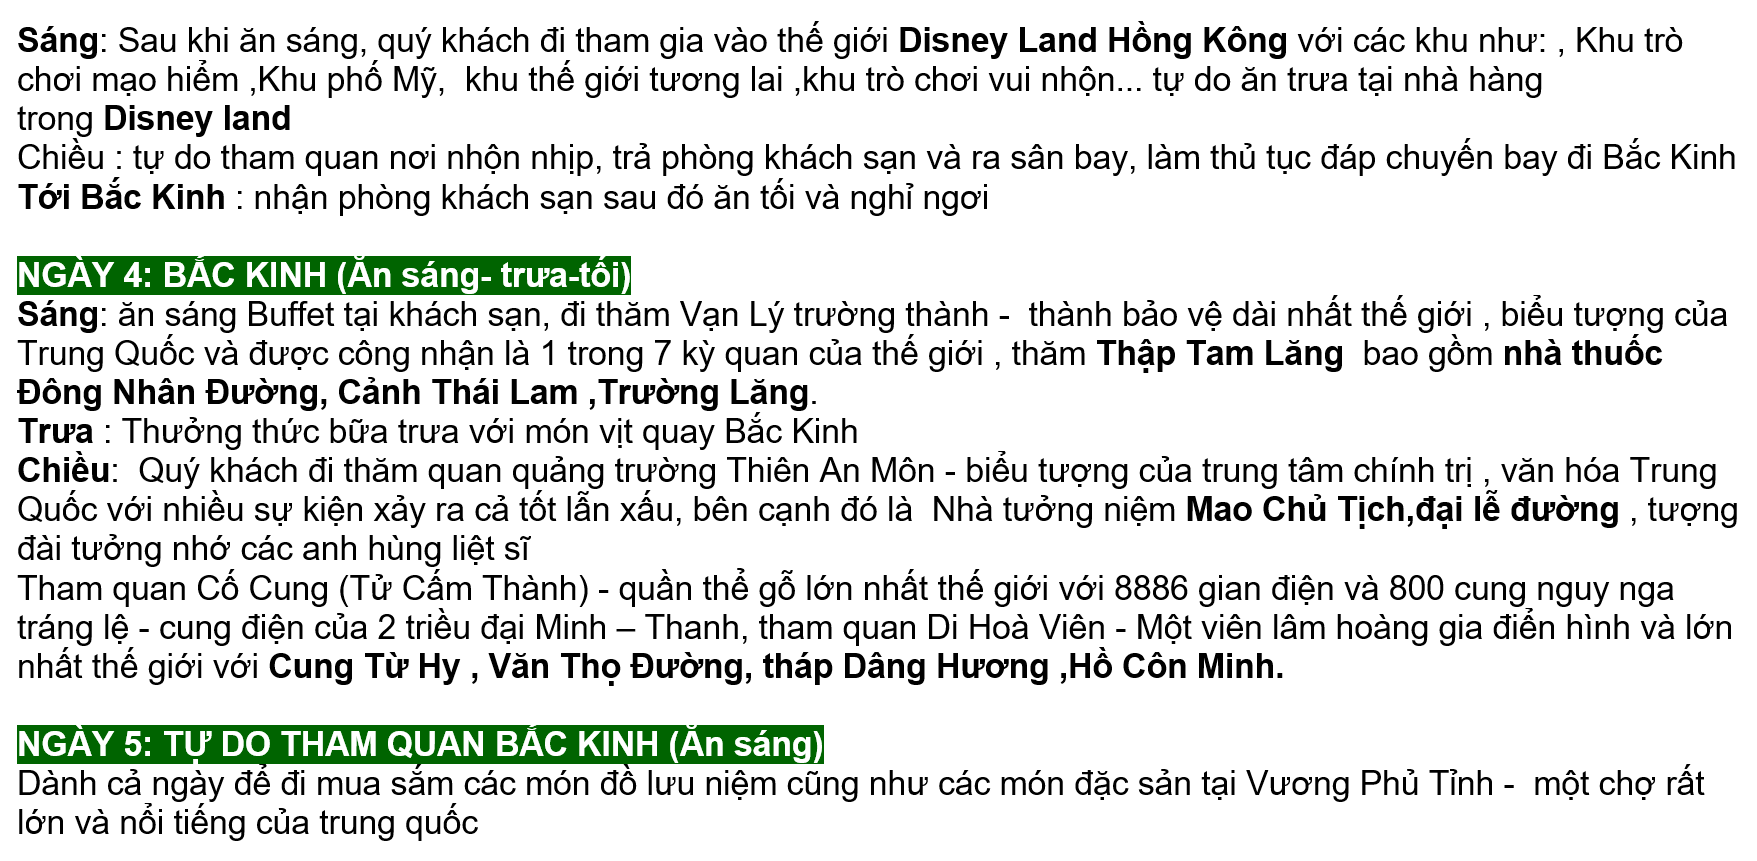 Sáng: Sau khi ăn sáng, quý khách đi tham gia vào thế giới Disney Land Hồng Kông với các khu như: , Khu trò
chơi mạo hiểm ,Khu phố Mỹ,  khu thế giới tương lai ,khu trò chơi vui nhộn... tự do ăn trưa tại nhà hàng
trong Disney land
Chiều : tự do tham quan nơi nhộn nhịp, trả phòng khách sạn và ra sân bay, làm thủ tục đáp chuyến bay đi Bắc Kinh
Tới Bắc Kinh : nhận phòng khách sạn sau đó ăn tối và nghỉ ngơi
NGÀY 4: BẮC KINH (Ăn sáng- trưa-tối)
Sáng: ăn sáng Buffet tại khách sạn, đi thăm Vạn Lý trường thành -  thành bảo vệ dài nhất thế giới , biểu tượng của
Trung Quốc và được công nhận là 1 trong 7 kỳ quan của thế giới , thăm Thập Tam Lăng  bao gồm nhà thuốc
Đông Nhân Đường, Cảnh Thái Lam ,Trường Lăng.
Trưa : Thưởng thức bữa trưa với món vịt quay Bắc Kinh
Chiều:  Quý khách đi thăm quan quảng trường Thiên An Môn - biểu tượng của trung tâm chính trị , văn hóa Trung
Quốc với nhiều sự kiện xảy ra cả tốt lẫn xấu, bên cạnh đó là  Nhà tưởng niệm Mao Chủ Tịch,đại lễ đường , tượng
đài tưởng nhớ các anh hùng liệt sĩ
Tham quan Cố Cung (Tử Cấm Thành) - quần thể gỗ lớn nhất thế giới với 8886 gian điện và 800 cung nguy nga
tráng lệ - cung điện của 2 triều đại Minh – Thanh, tham quan Di Hoà Viên - Một viên lâm hoàng gia điển hình và lớn
nhất thế giới với Cung Từ Hy , Văn Thọ Đường, tháp Dâng Hương ,Hồ Côn Minh.
NGÀY 5: TỰ DO THAM QUAN BẮC KINH (Ăn sáng)
Dành cả ngày để đi mua sắm các món đồ lưu niệm cũng như các món đặc sản tại Vương Phủ Tỉnh -  một chợ rất
lớn và nổi tiếng của trung quốc